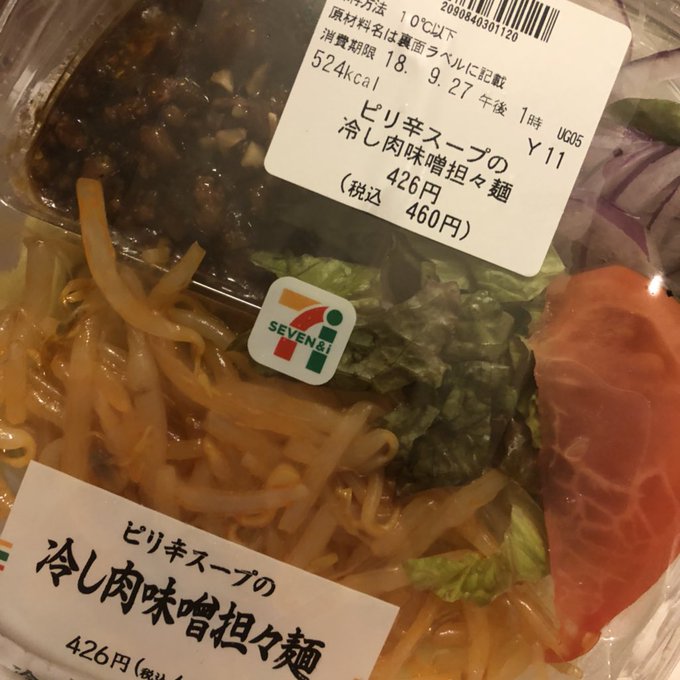 2090840301120
保存方法 10℃以下
原材料名は裏面ラベルに記載
消費期限 18. 9.27 午後 1時 UG05
524kcal Y11
ピリ辛スープの
冷し肉味噌担々麺
426円
(税込 460円)
SEVEN&i
ピリ辛スープの
冷し肉味噌担々麺
426円(税込